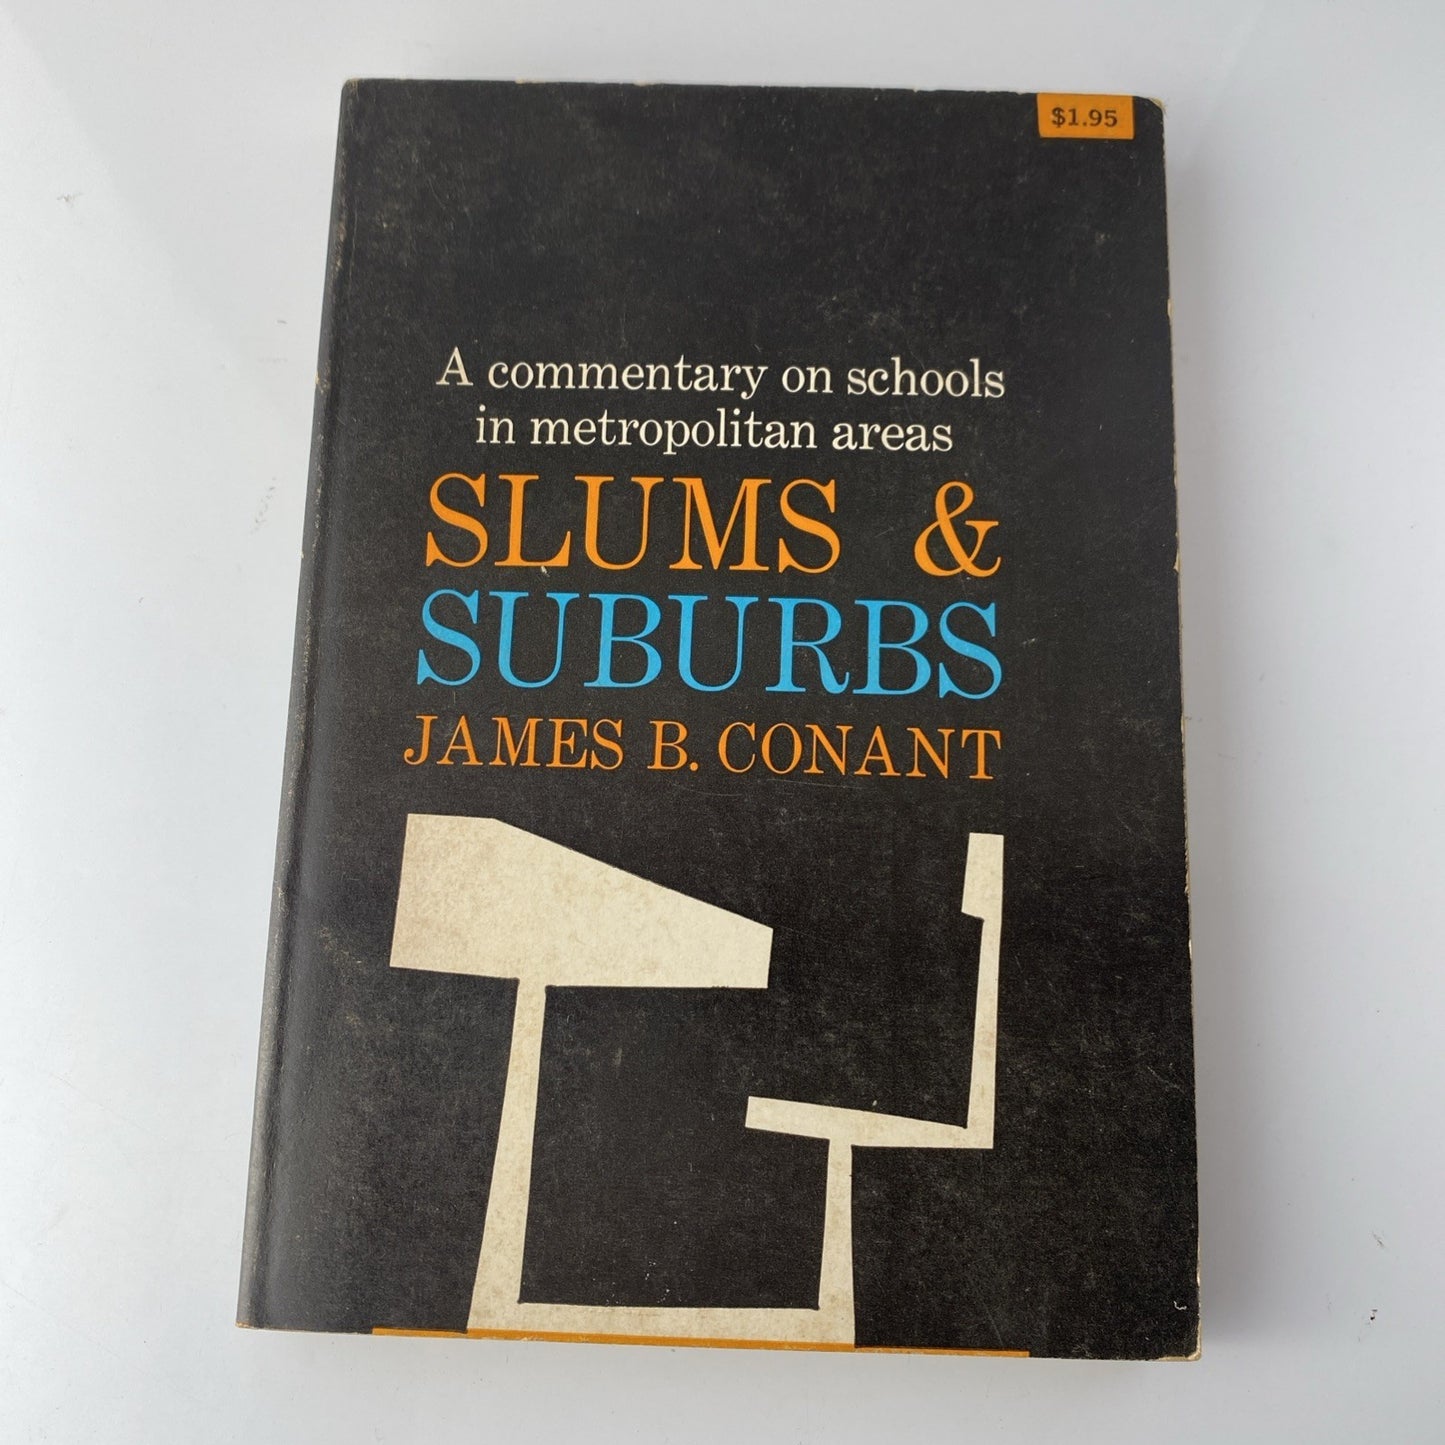 $1.95
A commentary on schools
in metropolitan areas
SLUMS &
SUBURBS
JAMES B. CONANT